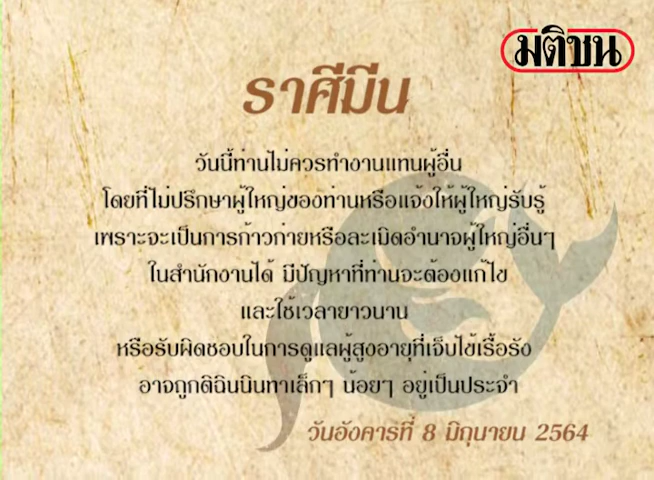 มติชน
ราศีมีน
วันนี้ท่านไม่ควรทำงานแทนผู้อื่น
โดยที่ไม่ปรึกษาผู้ใหญ่ของท่านหรือแจ้งให้ผู้ใหญ่รับรู้
เพราะจะเป็นการก้าวก่ายหรือละเมิดอำนาจผู้ใหญ่อื่นๆ
ในสำนักงานได้ มีปัญหาที่ท่านจะต้องแก้ไข
และใช้เวลายาวนาน
หรือรับผิดชอบในการดูแลผู้สูงอายุที่เจ็บไข้เรื้อรัง
อาจถูกติฉินนินทาเล็กๆ น้อยๆ อยู่เป็นประจำ
วันอังคารที่ 8 มิถุนายน 2564